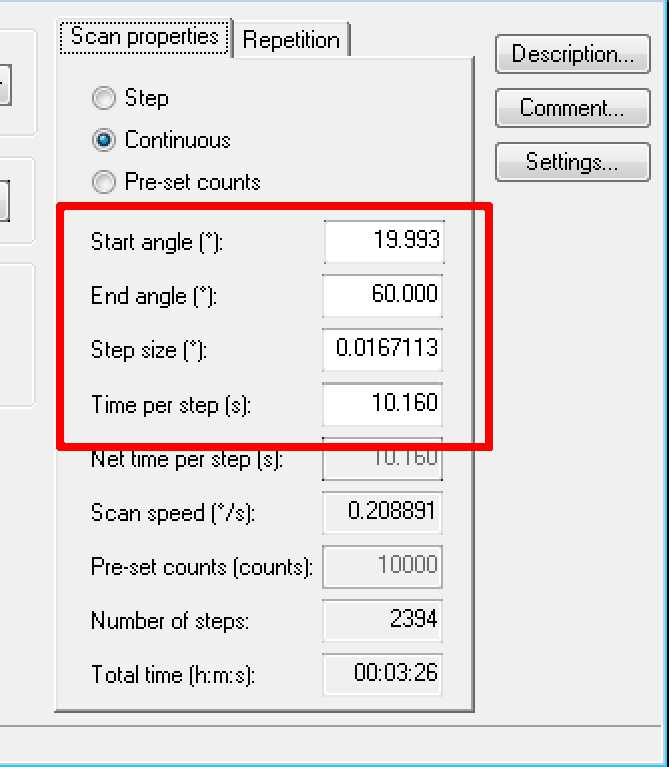 Scan properties Repetition
Description...
Step
Comment...
Continuous
Settings...
Pre-set counts
Start angle (°): 19.993
End angle (°): 60.000
Step size (°): 0.0167113
Time per step (s): 10.160
Net time per step (s): 10.160
Scan speed (°/s): 0.208891
Pre-set counts (counts): 10000
Number of steps: 2394
Total time (h:m:s): 00:03:26